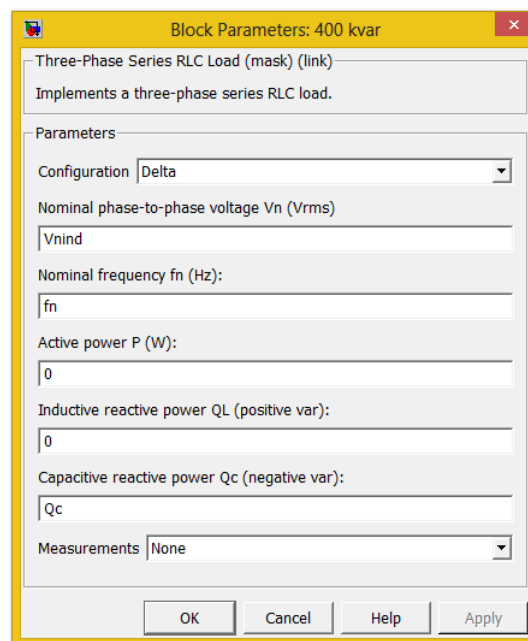 Block Parameters: 400 kvar
Three-Phase Series RLC Load (mask) (link)
Implements a three-phase series RLC load.
Parameters
Configuration Delta
Nominal phase-to-phase voltage Vn (Vrms)
Vnind
Nominal frequency fn (Hz):
fn
Active power P (W):
0
Inductive reactive power QL (positive var):
0
Capacitive reactive power Qc (negative var):
Qc
Measurements None
OK Cancel Help Apply